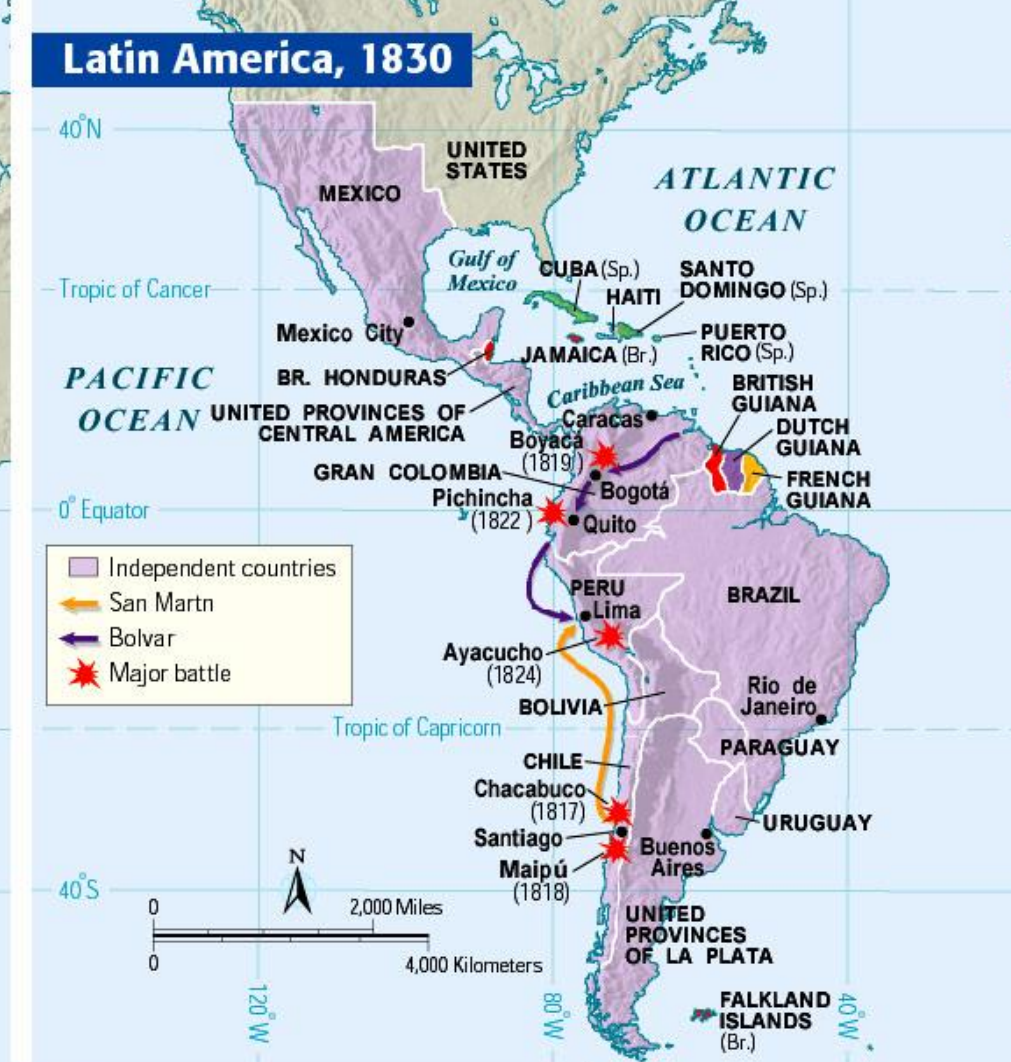 Latin America, 1830
40°N
UNITED
STATES
MEXICO
ATLANTIC
OCEAN
Gulf of
Mexico
CUBA (Sp.)
SANTO
DOMINGO (Sp.)
HAITI
Tropic of Cancer
Mexico City
JAMAICA (Br.)
PUERTO
RICO (Sp.)
PACIFIC
OCEAN
BR. HONDURAS
Caribbean Sea
BRITISH
GUIANA
UNITED PROVINCES OF
CENTRAL AMERICA
Caracas
DUTCH
GUIANA
Boyacá
(1819)
GRAN COLOMBIA
FRENCH
GUIANA
Bogotá
Pichincha
(1822 )
0° Equator
Quito
Independent countries
San Martn
Bolvar
Major battle
PERU
Lima
BRAZIL
Ayacucho
(1824)
BOLIVIA
Rio de
Janeiro
Tropic of Capricorn
PARAGUAY
CHILE
Chacabuco
(1817)
URUGUAY
Santiago
Buenos
Aires
Maipú
(1818)
40°S
N
0
2,000 Miles
0
4,000 Kilometers
UNITED
PROVINCES
OF LA PLATA
120°W
80°W
40°W
FALKLAND
ISLANDS
(Br.)